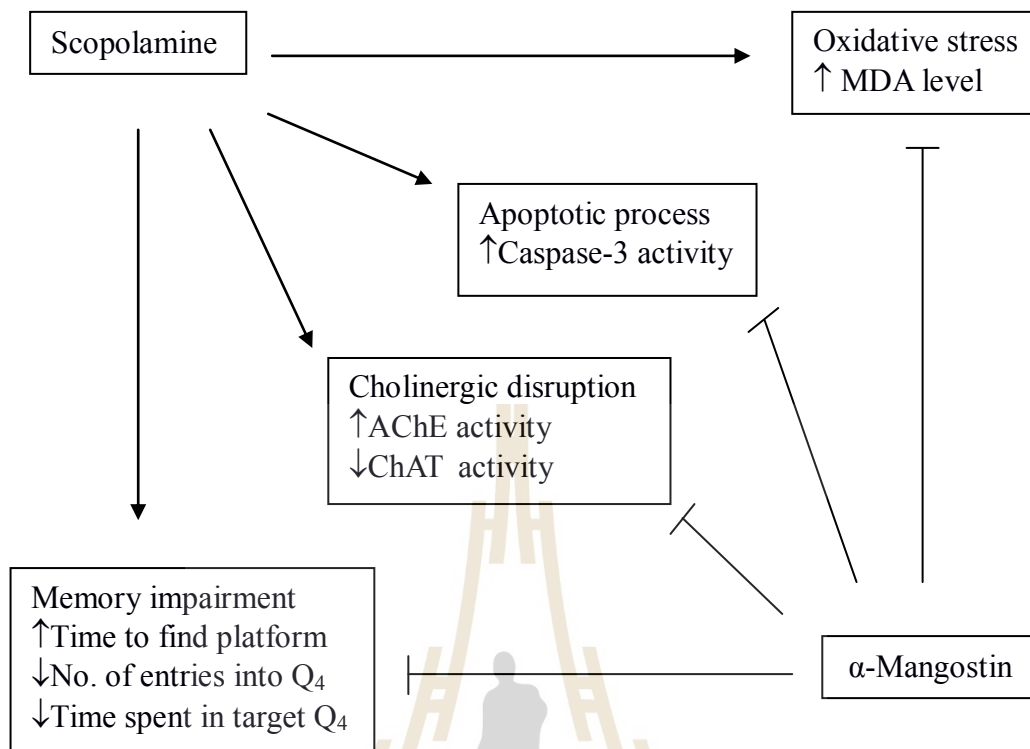 Scopolamine
Oxidative stress
↑ MDA level
Apoptotic process
↑Caspase-3 activity
Cholinergic disruption
↑AChE activity
↓ChAT activity
Memory impairment
↑Time to find platform
↓No. of entries into Q₄
↓Time spent in target Q₄
α-Mangostin